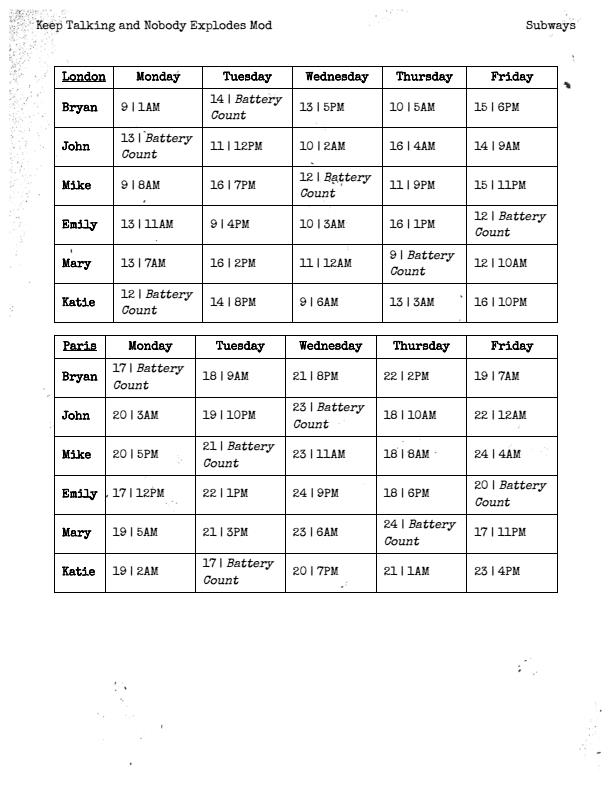 Keep Talking and Nobody Explodes Mod Subways
London Monday Tuesday Wednesday Thursday Friday
Bryan 9 | 1AM 14 | Battery Count 13 | 5PM 10 | 5AM 15 | 6PM
John 13 | Battery Count 11 | 12PM 10 | 2AM 16 | 4AM 14 | 9AM
Mike 9 | 8AM 16 | 7PM 12 | Battery Count 11 | 9PM 15 | 11PM
Emily 13 | 11AM 9 | 4PM 10 | 3AM 16 | 1PM 12 | Battery Count
Mary 13 | 7AM 16 | 2PM 11 | 12AM 9 | Battery Count 12 | 10AM
Katie 12 | Battery Count 14 | 8PM 9 | 6AM 13 | 3AM 16 | 10PM
Paris Monday Tuesday Wednesday Thursday Friday
Bryan 17 | Battery Count 18 | 9AM 21 | 8PM 22 | 2PM 19 | 7AM
John 20 | 3AM 19 | 10PM 23 | Battery Count 18 | 10AM 22 | 12AM
Mike 20 | 5PM 21 | Battery Count 23 | 11AM 18 | 8AM 24 | 4AM
Emily 17 | 12PM 22 | 1PM 24 | 9PM 18 | 6PM 20 | Battery Count
Mary 19 | 5AM 21 | 3PM 23 | 6AM 24 | Battery Count 17 | 11PM
Katie 19 | 2AM 17 | Battery Count 20 | 7PM 21 | 1AM 23 | 4PM